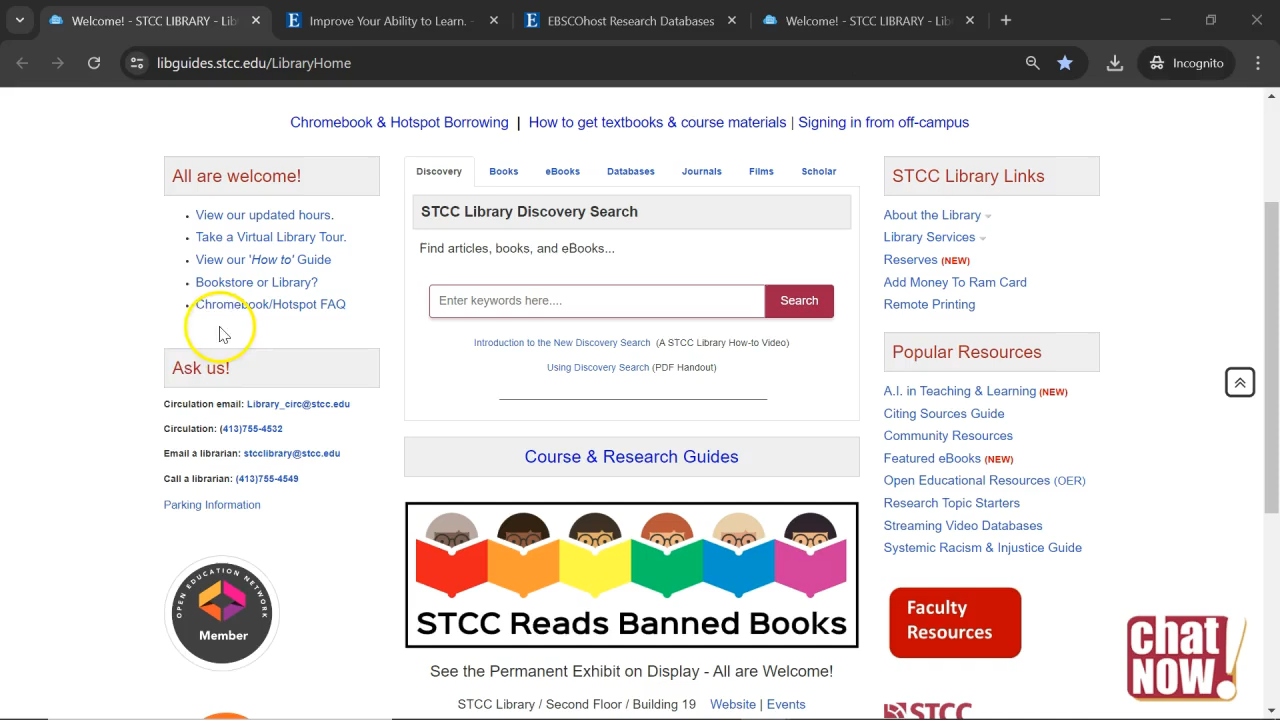 Welcome! - STCC LIBRARY - Libr
Improve Your Ability to Learn.
EBSCOhost Research Databases
Welcome! - STCC LIBRARY - Libr
libguides.stcc.edu/LibraryHome
Incognito
Chromebook & Hotspot Borrowing | How to get textbooks & course materials | Signing in from off-campus
All are welcome!
View our updated hours.
Take a Virtual Library Tour.
View our 'How to' Guide
Bookstore or Library?
Chromebook/Hotspot FAQ
Ask us!
Circulation email: Library_circ@stcc.edu
Circulation: (413)755-4532
Email a librarian: stcclibrary@stcc.edu
Call a librarian: (413)755-4549
Parking Information
OPEN EDUCATION NETWORK
Member
Discovery Books eBooks Databases Journals Films Scholar
STCC Library Discovery Search
Find articles, books, and eBooks...
Enter keywords here.... Search
Introduction to the New Discovery Search (A STCC Library How-to Video)
Using Discovery Search (PDF Handout)
Course & Research Guides
STCC Reads Banned Books
See the Permanent Exhibit on Display - All are Welcome!
STCC Library / Second Floor / Building 19 Website | Events
STCC Library Links
About the Library
Library Services
Reserves (NEW)
Add Money To Ram Card
Remote Printing
Popular Resources
A.I. in Teaching & Learning (NEW)
Citing Sources Guide
Community Resources
Featured eBooks (NEW)
Open Educational Resources (OER)
Research Topic Starters
Streaming Video Databases
Systemic Racism & Injustice Guide
Faculty
Resources
chat
NOW!
STCC